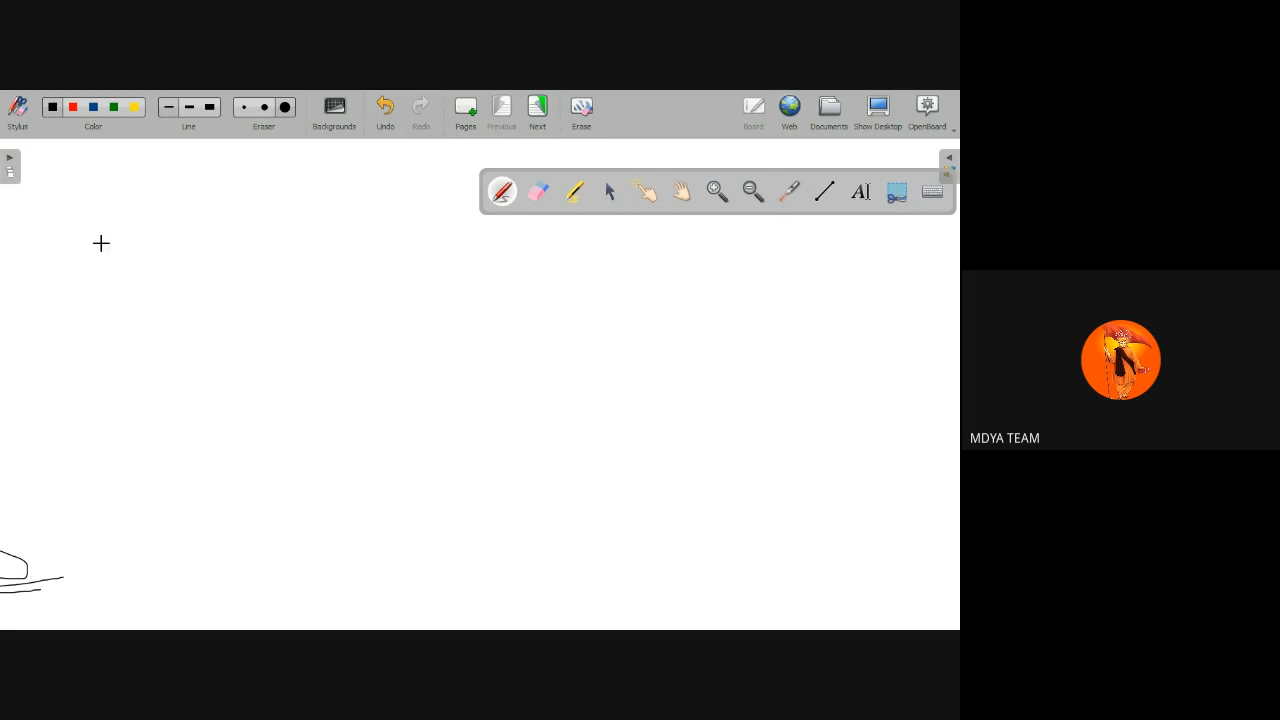 Stylus Color Line Eraser Backgrounds Undo Redo Pages Previous Next Erase Board Web Documents Show Desktop OpenBoard
AI
MDYA TEAM